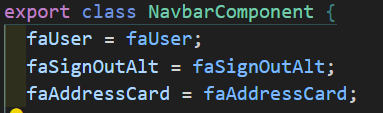 export class NavbarComponent {
faUser = faUser;
faSignOutAlt = faSignOutAlt;
faAddressCard = faAddressCard;